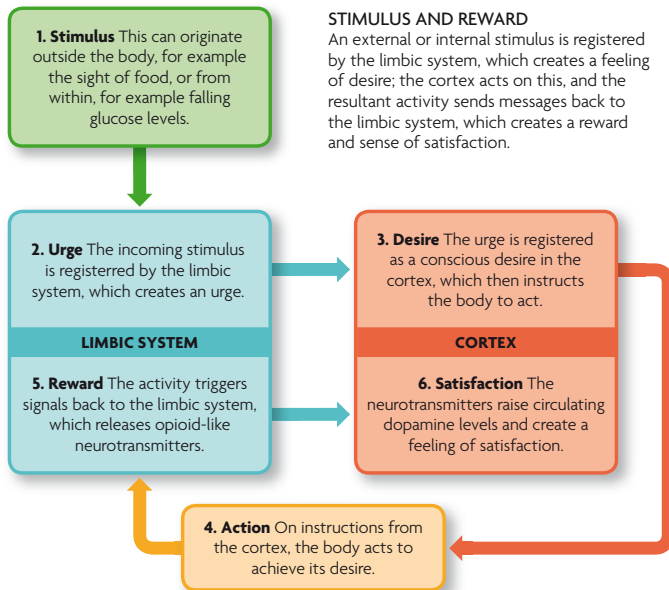 1. Stimulus This can originate
outside the body, for example
the sight of food, or from
within, for example falling
glucose levels.
STIMULUS AND REWARD
An external or internal stimulus is registered
by the limbic system, which creates a feeling
of desire; the cortex acts on this, and the
resultant activity sends messages back to
the limbic system, which creates a reward
and sense of satisfaction.
2. Urge The incoming stimulus
is registerred by the limbic
system, which creates an urge.
3. Desire The urge is registered
as a conscious desire in the
cortex, which then instructs
the body to act.
LIMBIC SYSTEM
CORTEX
5. Reward The activity triggers
signals back to the limbic system,
which releases opioid-like
neurotransmitters.
6. Satisfaction The
neurotransmitters raise circulating
dopamine levels and create a
feeling of satisfaction.
4. Action On instructions from
the cortex, the body acts to
achieve its desire.